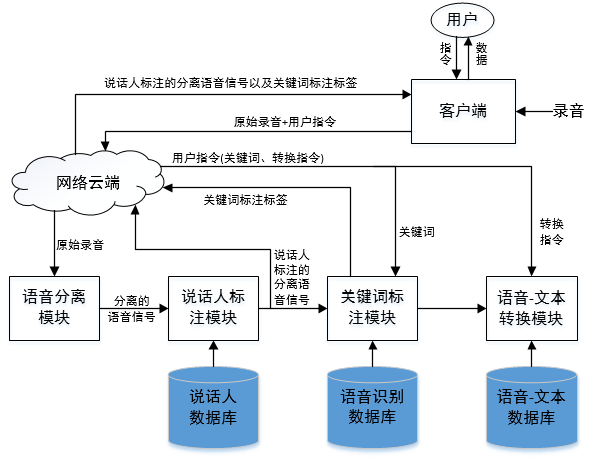 用户
指令
数据
说话人标注的分离语音信号以及关键词标注标签
客户端
录音
原始录音+用户指令
用户指令(关键词、转换指令)
网络云端
关键词标注标签
原始录音
说话人
标注的
分离语
音信号
关键词
转换
指令
语音分离
模块
分离的
语音信号
说话人标
注模块
关键词标
注模块
语音-文本
转换模块
说话人
数据库
语音识别
数据库
语音-文本
数据库